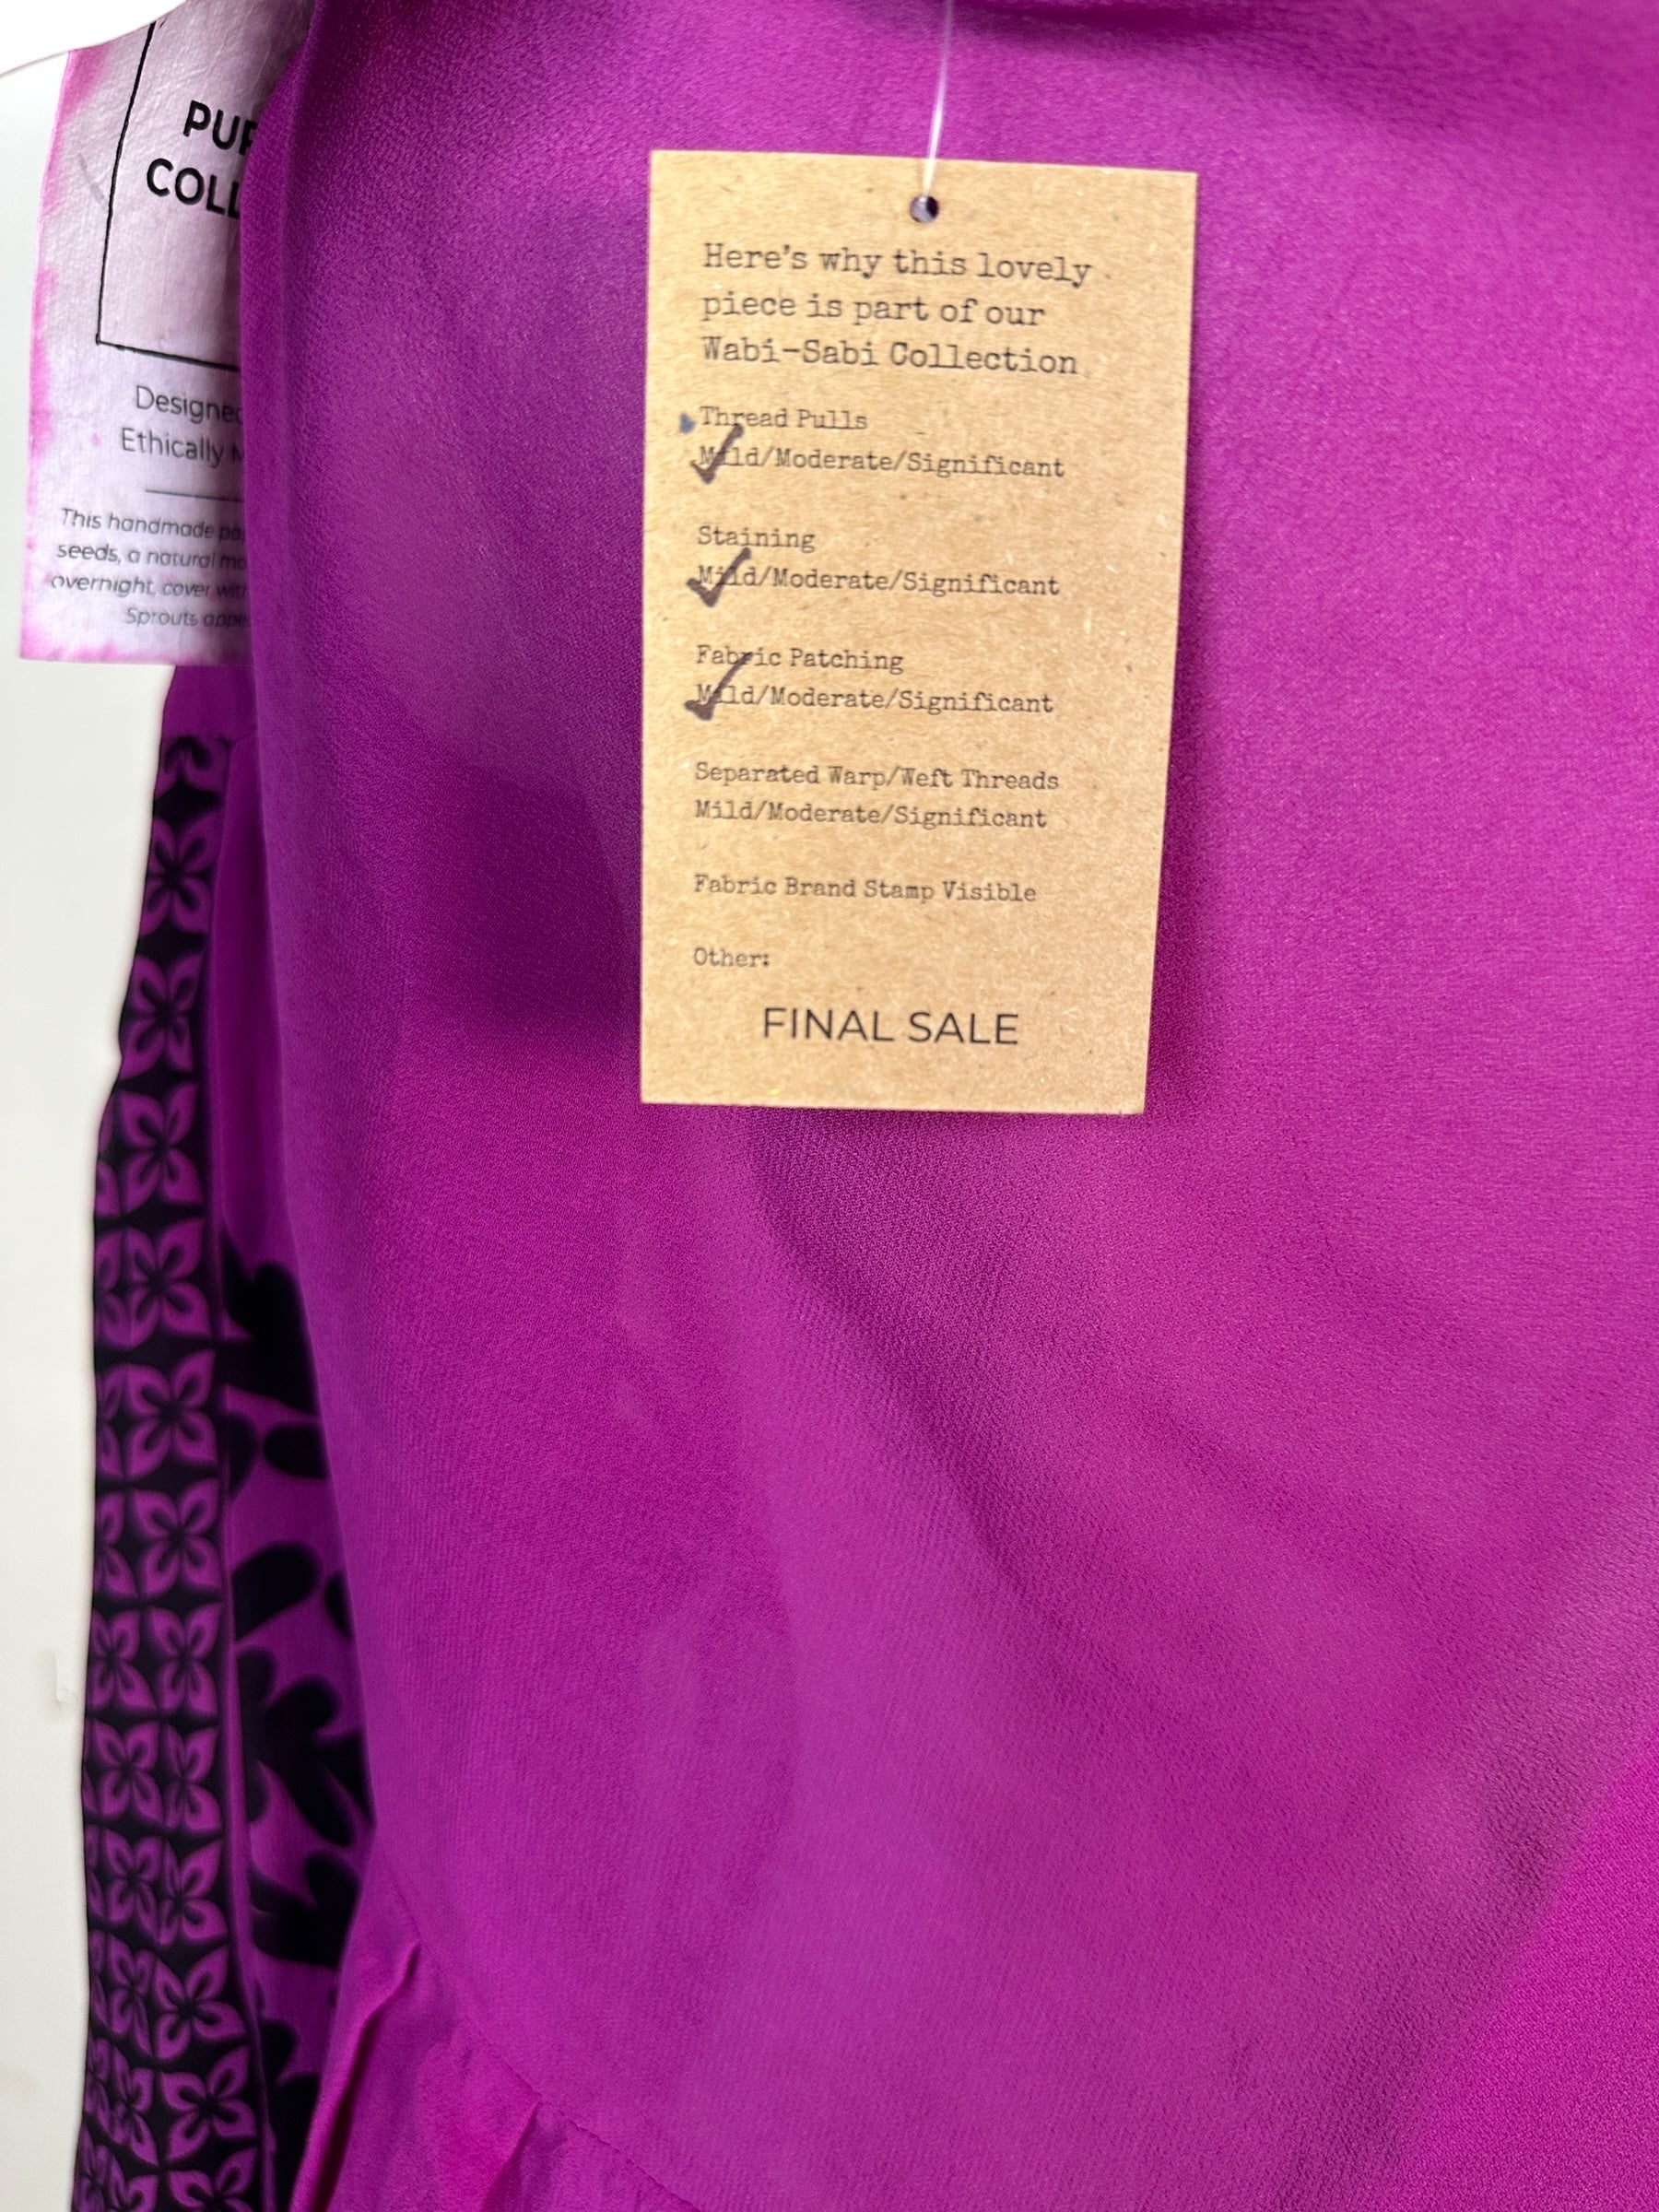 Here's why this lovely
piece is part of our
Wabi-Sabi Collection
Thread Pulls
Mild/Moderate/Significant
Staining
Mild/Moderate/Significant
Fabric Patching
Mild/Moderate/Significant
Separated Warp/Weft Threads
Mild/Moderate/Significant
Fabric Brand Stamp Visible
Other:
FINAL SALE
PUR
COLL
Designed
Ethically
This handmade
seeds, a natural
overnight, cover with
Sprouts